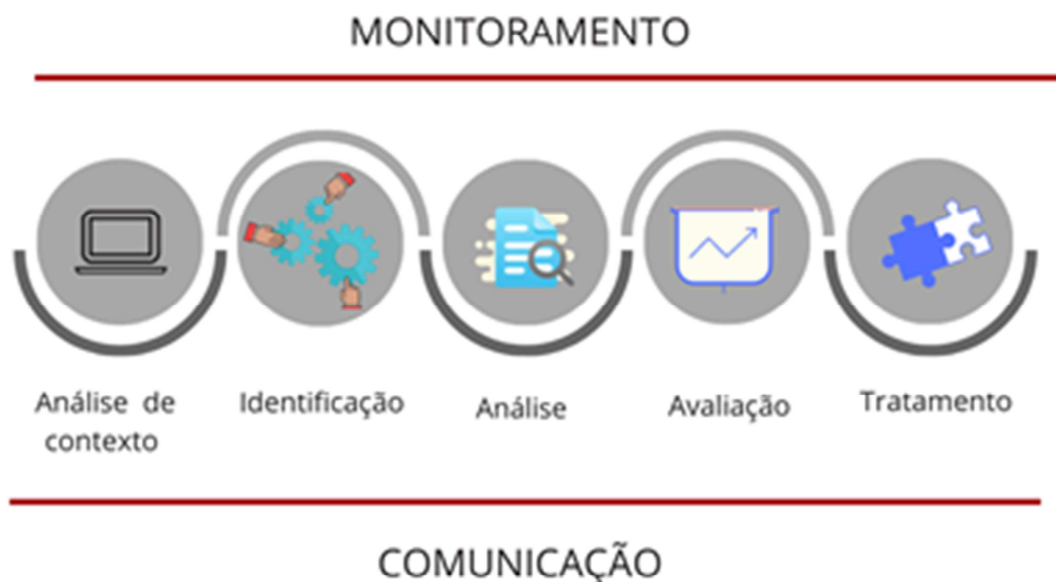 MONITORAMENTO
Análise de
contexto
Identificação
Análise
Avaliação
Tratamento
COMUNICAÇÃO